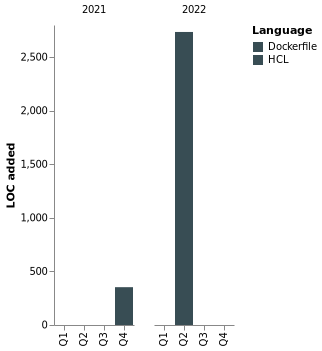 2021
2022
Language
Dockerfile
HCL
LOC added
2,500
2,000
1,500
1,000
500
0
Q1
Q2
Q3
Q4
Q1
Q2
Q3
Q4